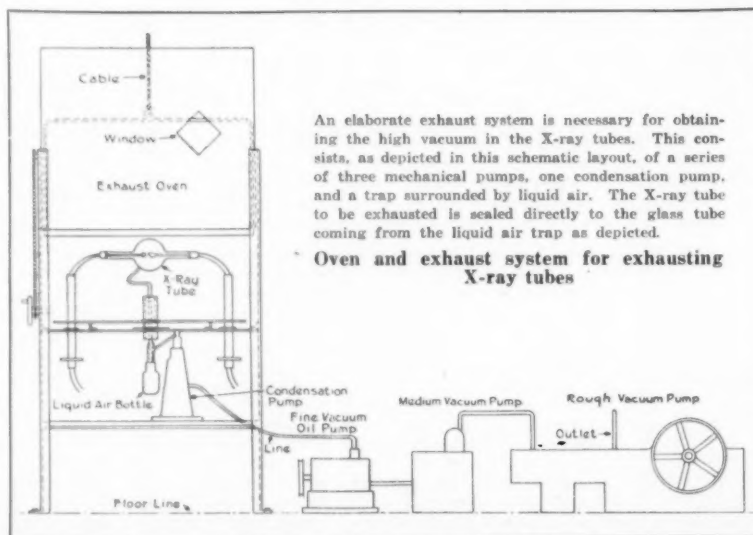 Cable
Window
Exhaust Oven
An elaborate exhaust system is necessary for obtain-
ing the high vacuum in the X-ray tubes. This con-
sists, as depicted in this schematic layout, of a series
of three mechanical pumps, one condensation pump,
and a trap surrounded by liquid air. The X-ray tube
to be exhausted is sealed directly to the glass tube
coming from the liquid air trap as depicted.
Oven and exhaust system for exhausting
X-ray tubes
X-Ray
Tube
Liquid Air Bottle
Condensation
Pump
Fine Vacuum
Oil Pump
Line
Medium Vacuum Pump
Rough Vacuum Pump
Outlet
Floor Line